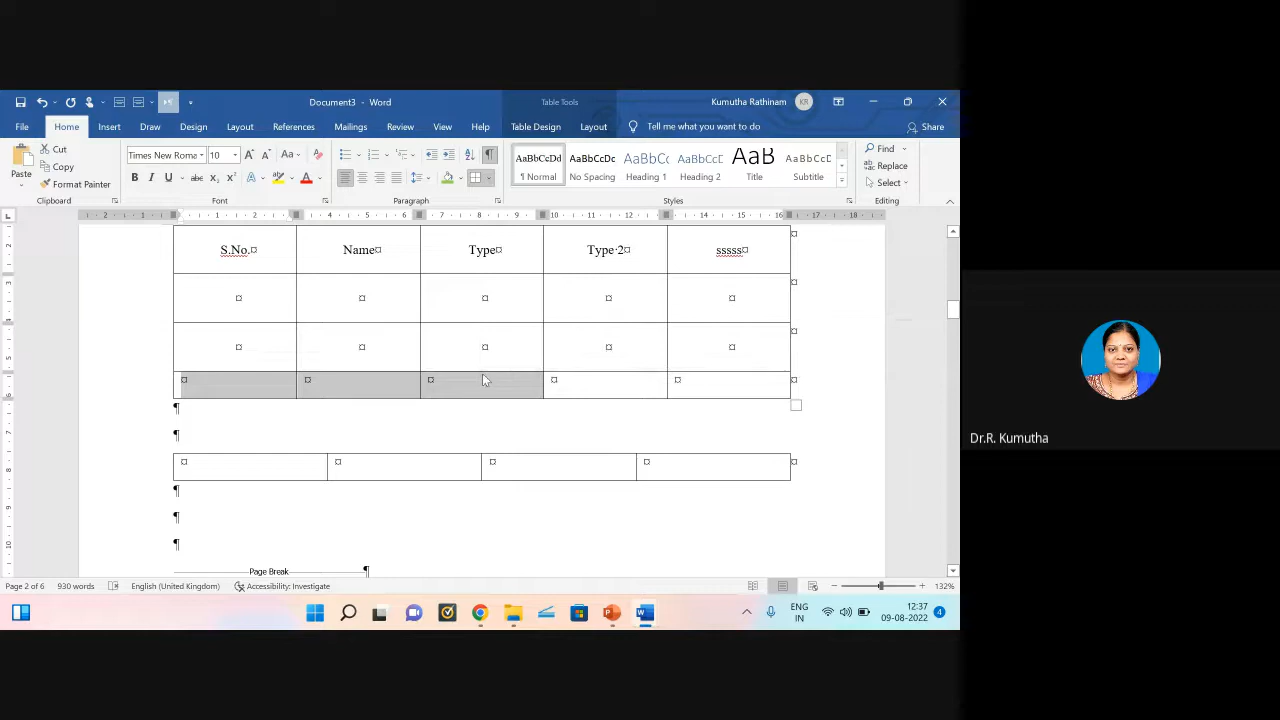 Document3 - Word
Table Tools
Kumutha Rathinam
KR
File
Home
Insert
Draw
Design
Layout
References
Mailings
Review
View
Help
Table Design
Layout
Tell me what you want to do
Share
Paste
Cut
Copy
Format Painter
Clipboard
Times New Roma
10
Font
Paragraph
AaBbCcDd
¶ Normal
AaBbCcDc
No Spacing
AaBbCc
Heading 1
AaBbCcD
Heading 2
AaB
Title
AaBbCcD
Subtitle
Styles
Find
Replace
Select
Editing
S.No.¤
Name¤
Type¤
Type·2¤
sssss¤
Page Break
Page 2 of 6
930 words
English (United Kingdom)
Accessibility: Investigate
132%
ENG
IN
12:37
09-08-2022
4
Dr.R. Kumutha